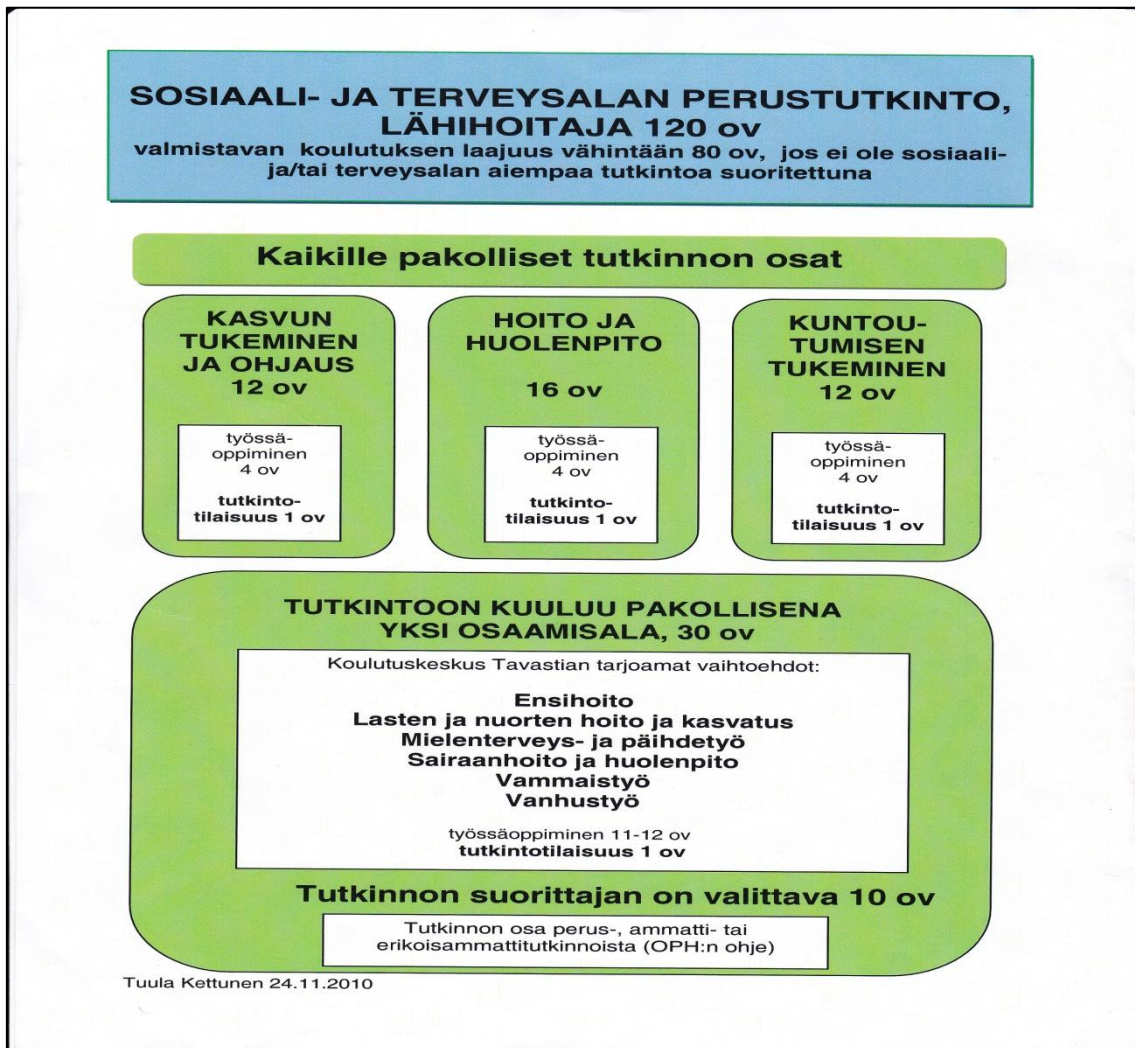 SOSIAALI- JA TERVEYSALAN PERUSTUTKINTO,
LÄHIHOITAJA 120 ov
valmistavan koulutuksen laajuus vähintään 80 ov, jos ei ole sosiaali-
ja/tai terveysalan aiempaa tutkintoa suoritettuna
Kaikille pakolliset tutkinnon osat
KASVUN
TUKEMINEN
JA OHJAUS
12 ov
työssä-
oppiminen
4 ov
tutkinto-
tilaisuus 1 ov
HOITO JA
HUOLENPITO
16 ov
työssä-
oppiminen
4 ov
tutkinto-
tilaisuus 1 ov
KUNTOU-
TUMISEN
TUKEMINEN
12 ov
työssä-
oppiminen
4 ov
tutkinto-
tilaisuus 1 ov
TUTKINTOON KUULUU PAKOLLISENA
YKSI OSAAMISALA, 30 ov
Koulutuskeskus Tavastian tarjoamat vaihtoehdot:
Ensihoito
Lasten ja nuorten hoito ja kasvatus
Mielenterveys- ja päihdetyö
Sairaanhoito ja huolenpito
Vammaistyö
Vanhustyö
työssäoppiminen 11-12 ov
tutkintotilaisuus 1 ov
Tutkinnon suorittajan on valittava 10 ov
Tutkinnon osa perus-, ammatti- tai
erikoisammattitutkinnoista (OPH:n ohje)
Tuula Kettunen 24.11.2010